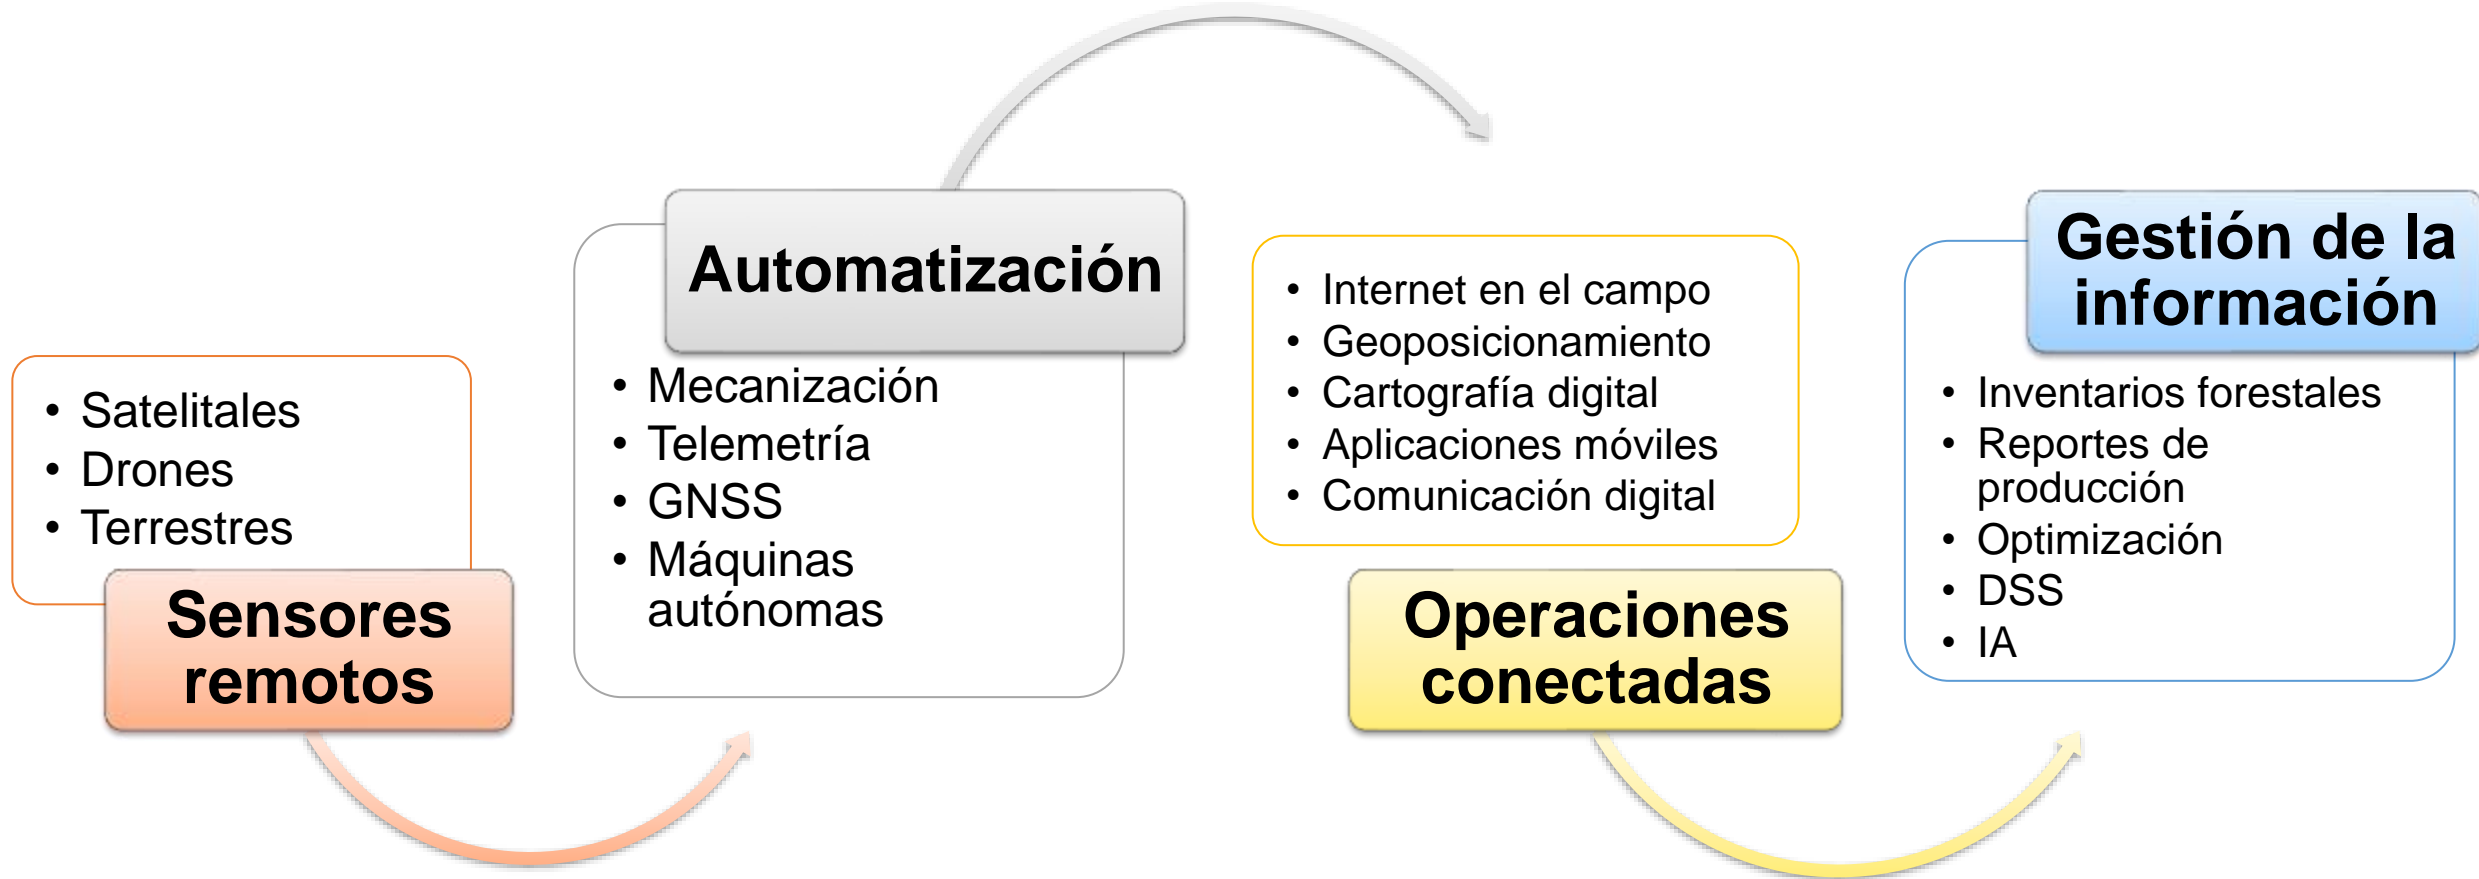 • Satelitales
• Drones
• Terrestres
Sensores
remotos
Automatización
• Mecanización
• Telemetría
• GNSS
• Máquinas
autónomas
• Internet en el campo
• Geoposicionamiento
• Cartografía digital
• Aplicaciones móviles
• Comunicación digital
Operaciones
conectadas
Gestión de la
información
• Inventarios forestales
• Reportes de
producción
• Optimización
• DSS
• IA